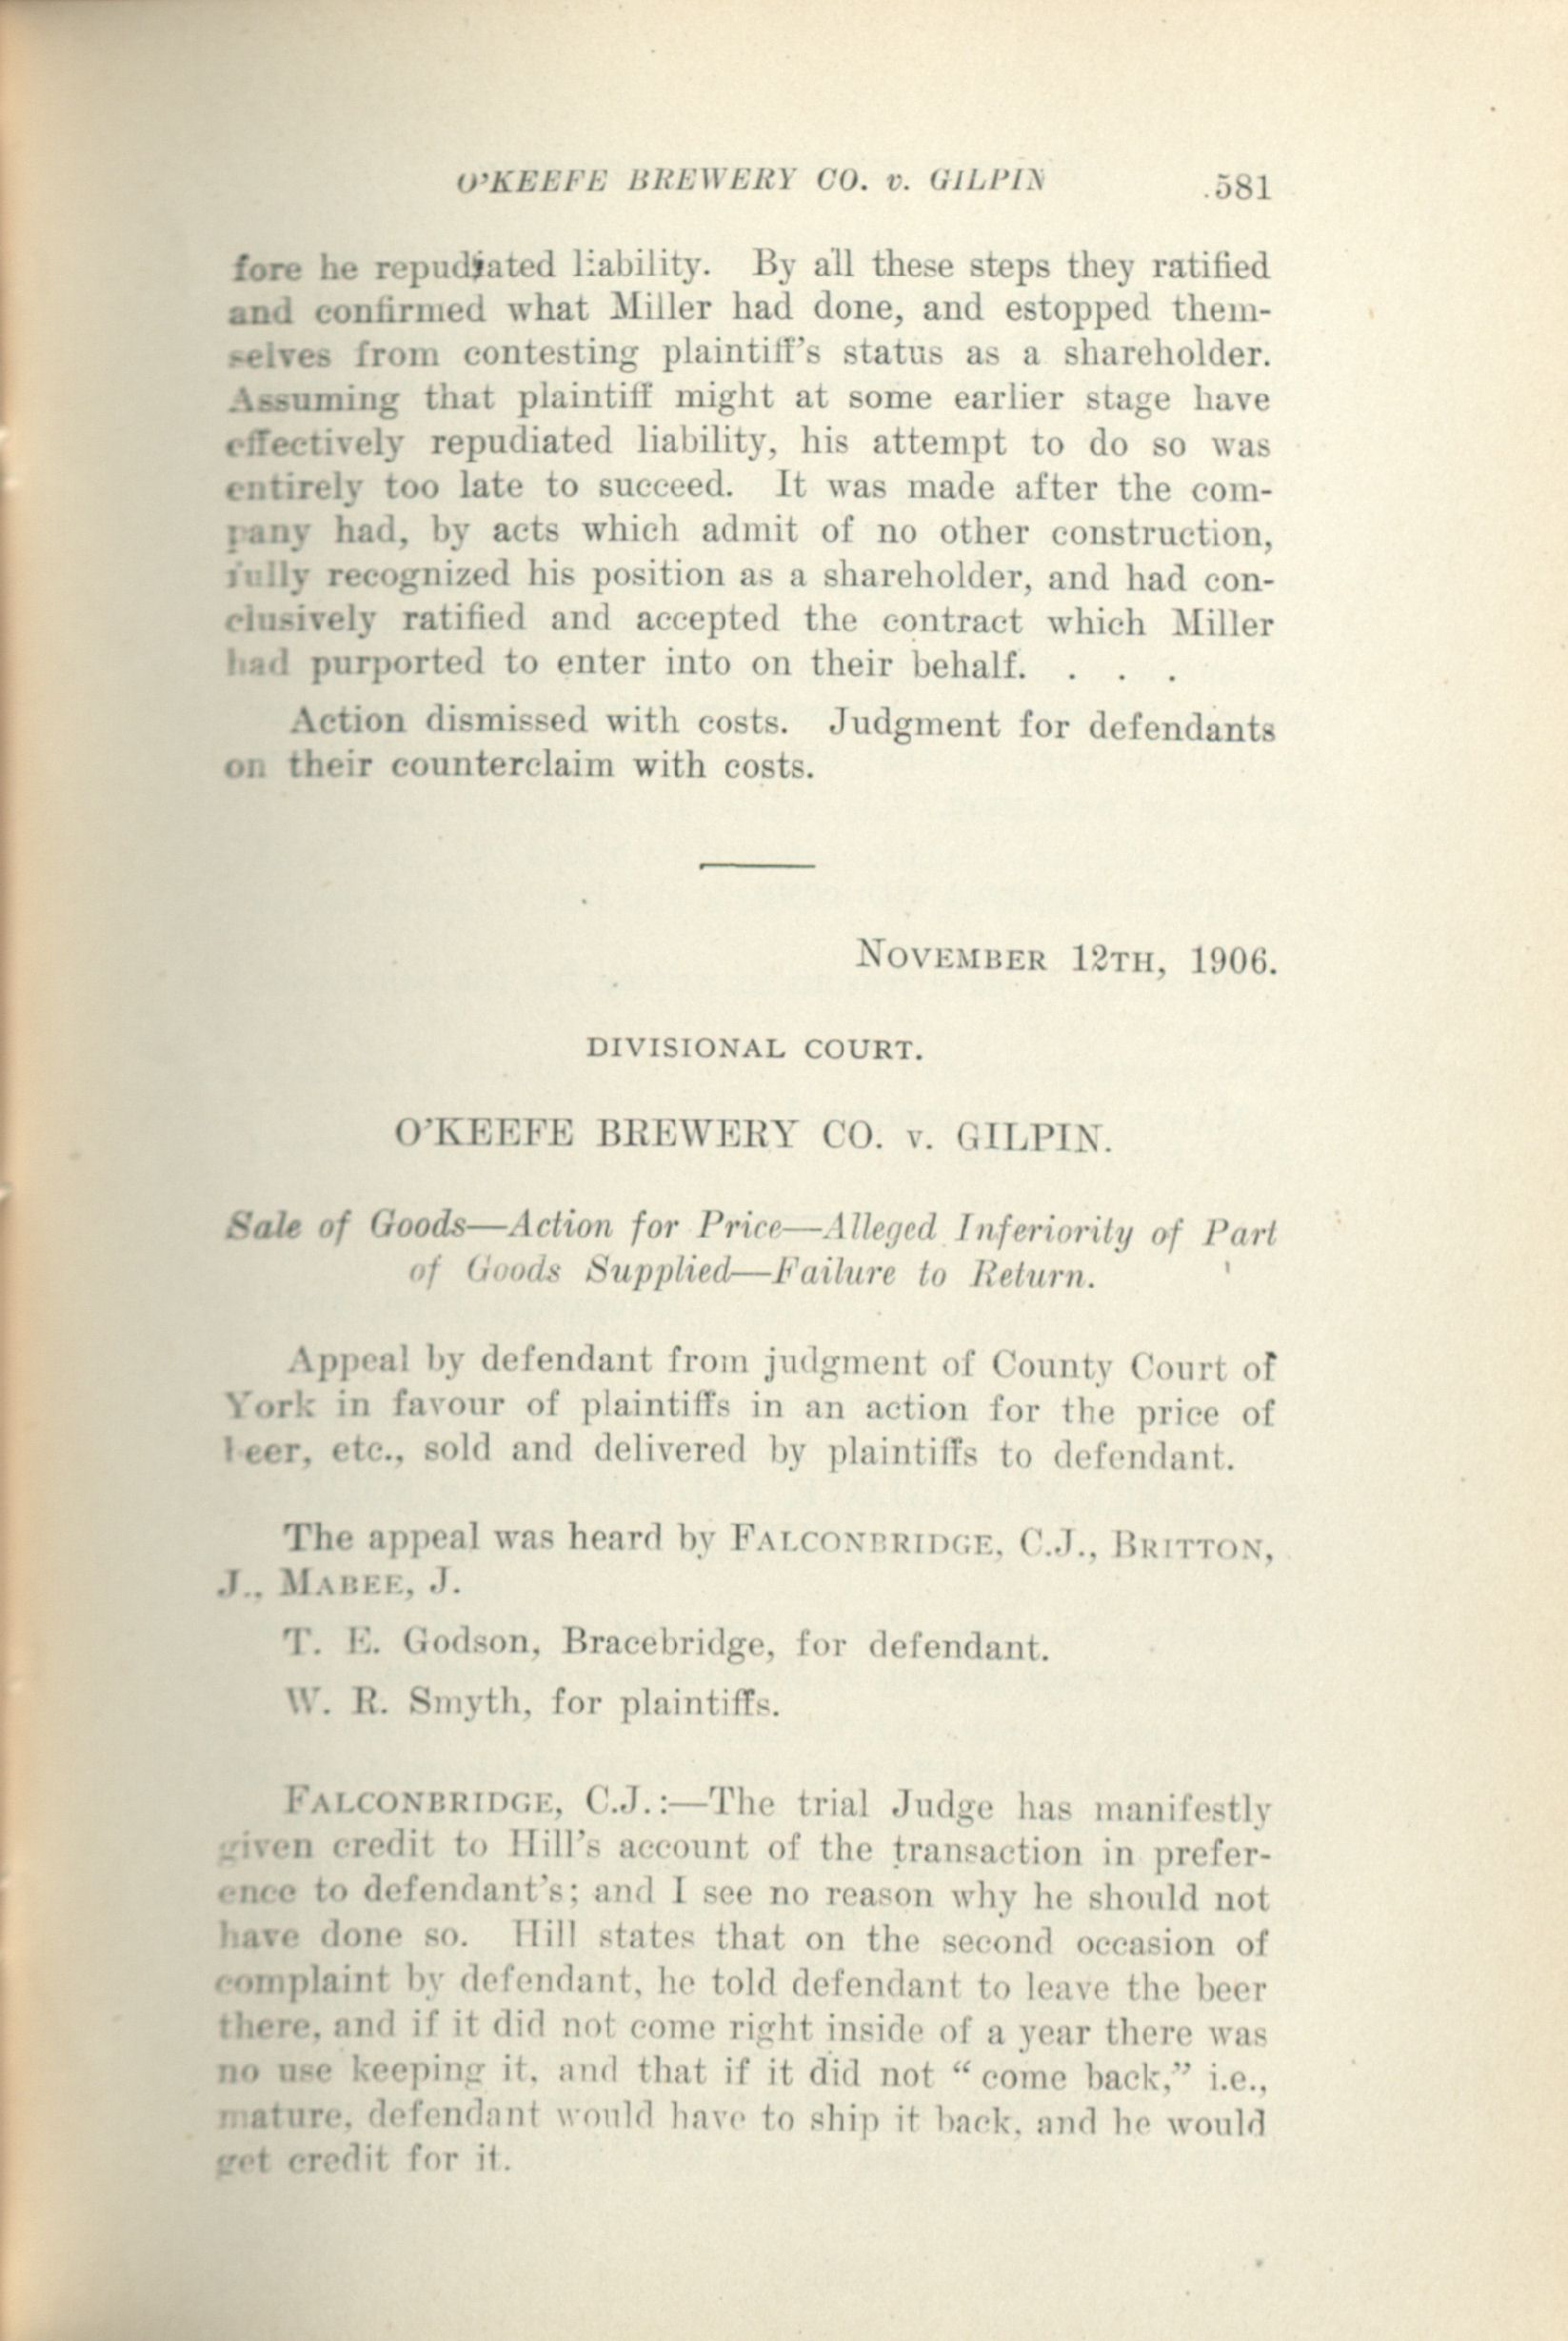 O'KEEFE BREWERY CO. v. GILPIN 581
fore he repudiated liability. By all these steps they ratified
and confirmed what Miller had done, and estopped them-
selves from contesting plaintiff's status as a shareholder.
Assuming that plaintiff might at some earlier stage have
effectively repudiated liability, his attempt to do so was
entirely too late to succeed. It was made after the com-
pany had, by acts which admit of no other construction,
fully recognized his position as a shareholder, and had con-
clusively ratified and accepted the contract which Miller
had purported to enter into on their behalf. . . .
Action dismissed with costs. Judgment for defendants
on their counterclaim with costs.
NOVEMBER 12TH, 1906.
DIVISIONAL COURT.
O'KEEFE BREWERY CO. v. GILPIN.
Sale of Goods—Action for Price—Alleged Inferiority of Part
of Goods Supplied—Failure to Return.
Appeal by defendant from judgment of County Court of
York in favour of plaintiffs in an action for the price of
beer, etc., sold and delivered by plaintiffs to defendant.
The appeal was heard by FALCONBRIDGE, C.J., BRITTON,
J., MABEE, J.
T. E. Godson, Bracebridge, for defendant.
W. R. Smyth, for plaintiffs.
FALCONBRIDGE, C.J.:—The trial Judge has manifestly
given credit to Hill's account of the transaction in prefer-
ence to defendant's; and I see no reason why he should not
have done so. Hill states that on the second occasion of
complaint by defendant, he told defendant to leave the beer
there, and if it did not come right inside of a year there was
no use keeping it, and that if it did not "come back," i.e.,
mature, defendant would have to ship it back, and he would
get credit for it.